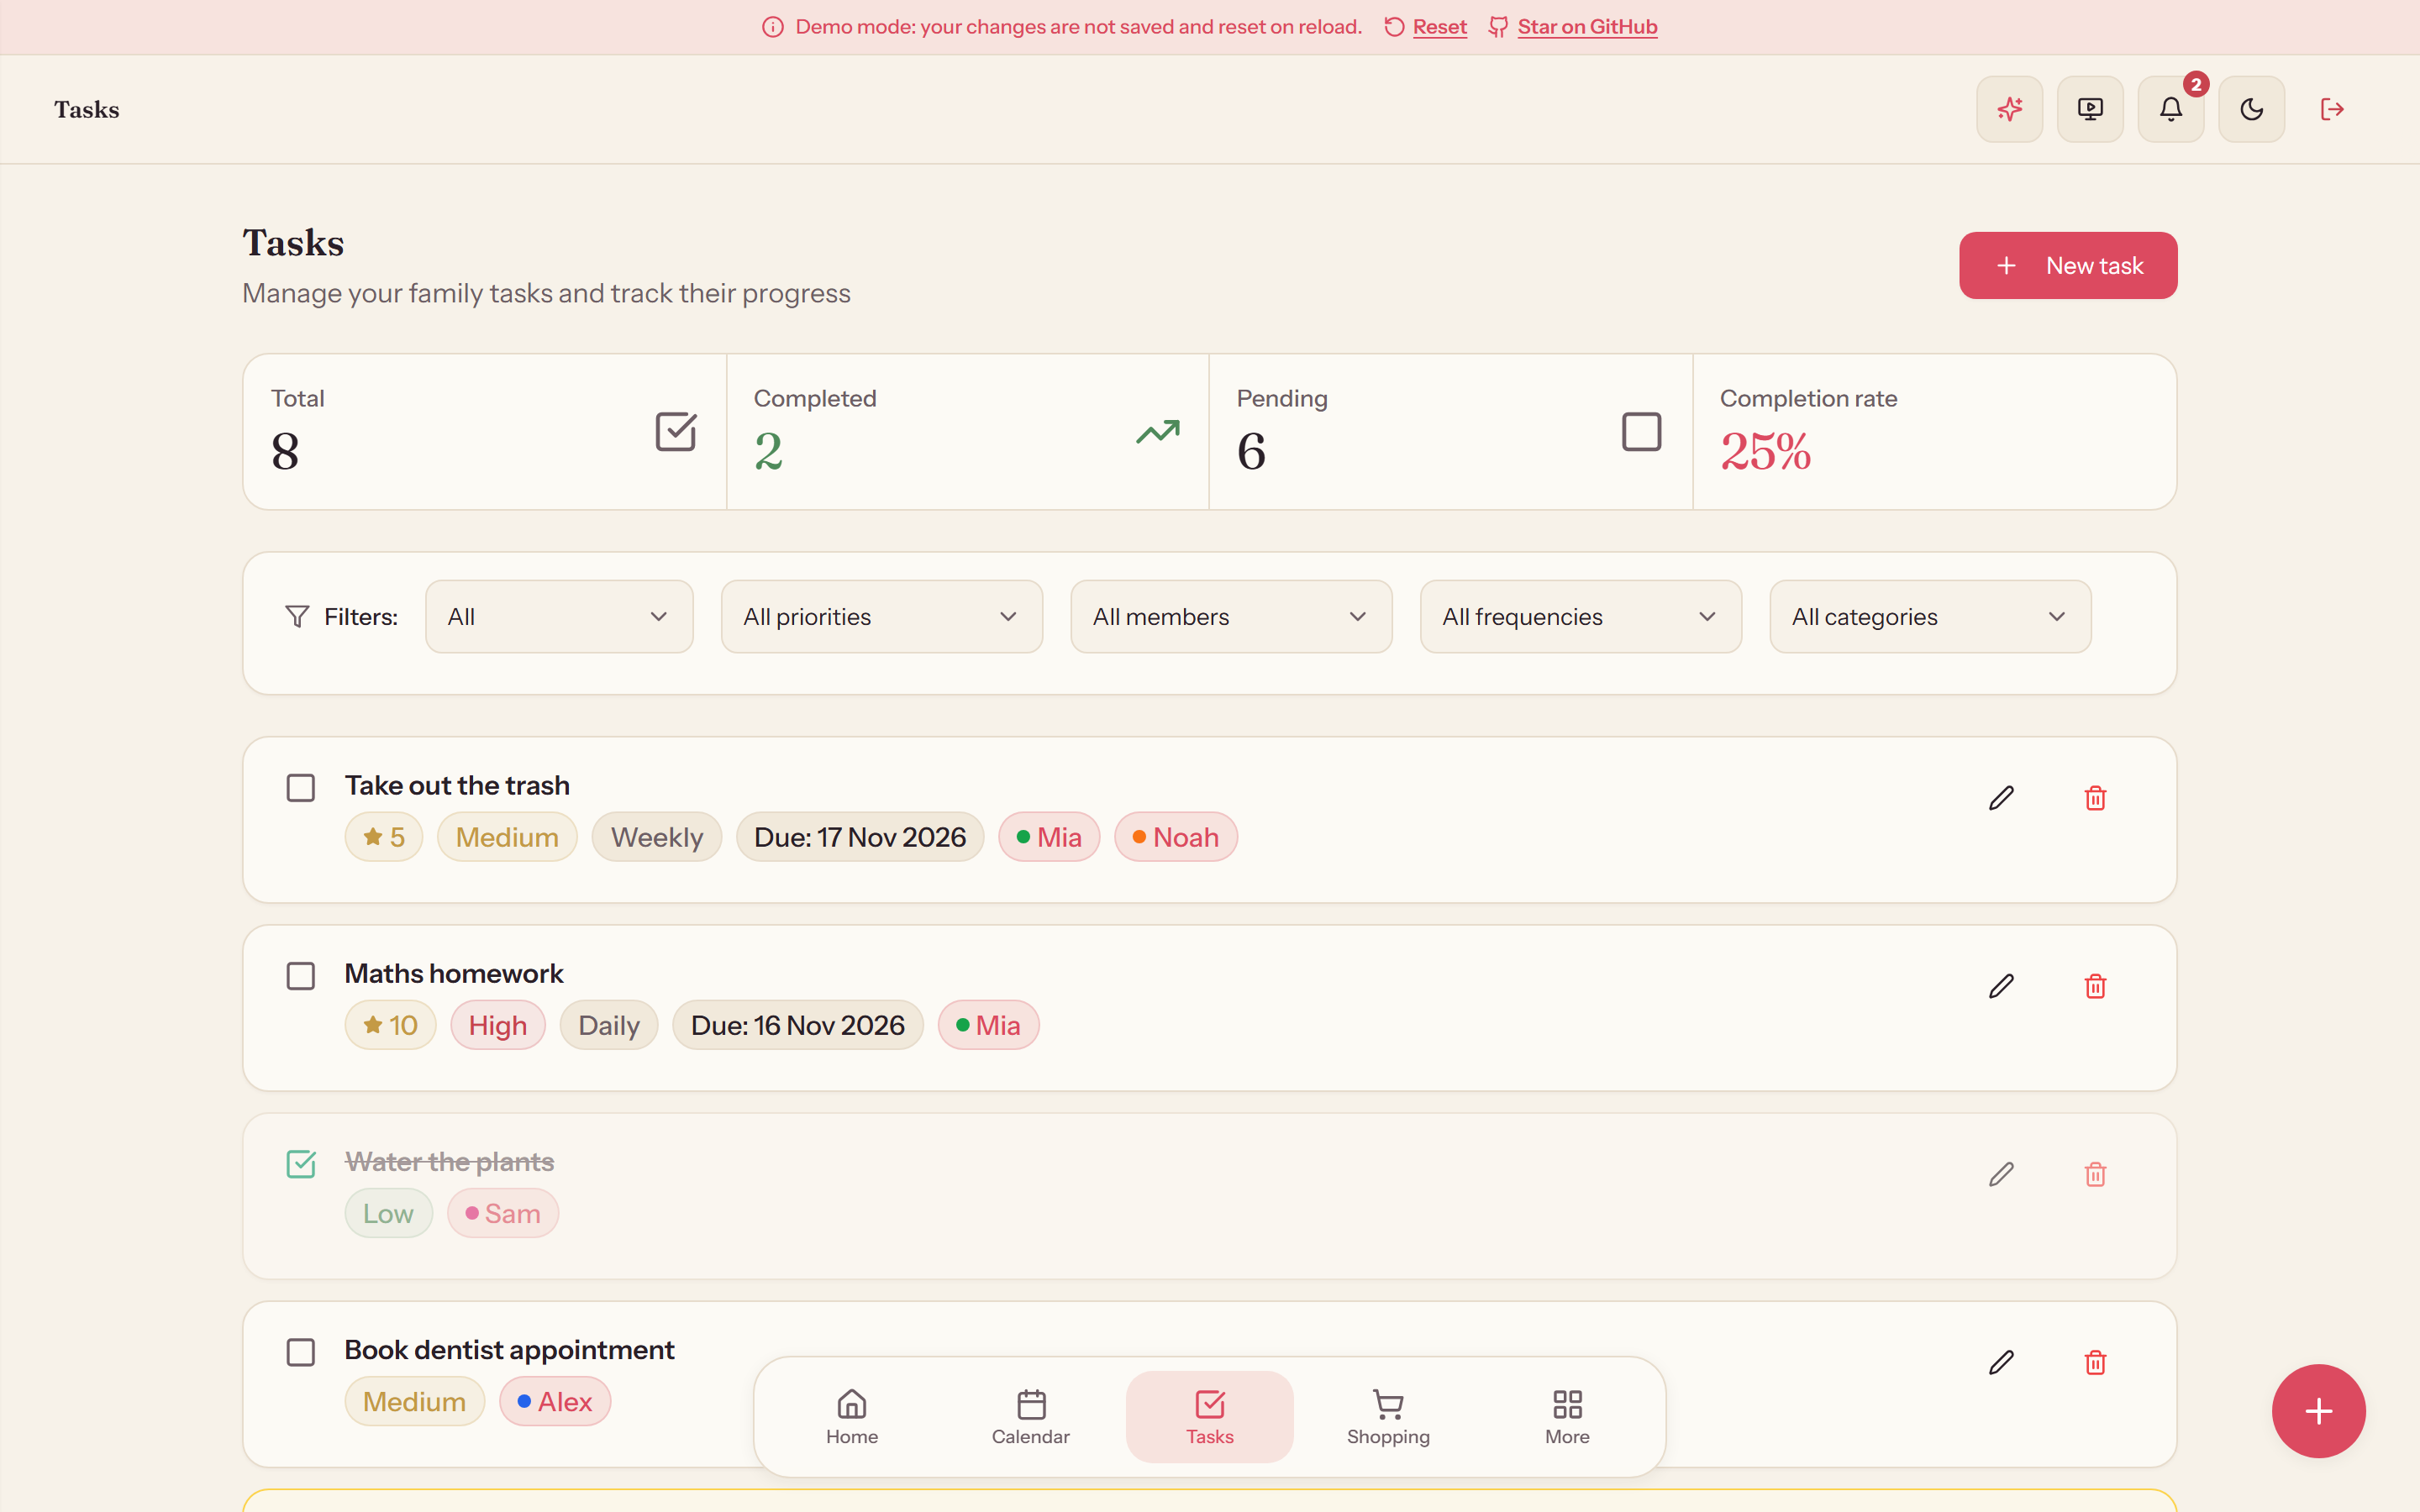 Demo mode: your changes are not saved and reset on reload. Reset Star on GitHub
Tasks
2
Tasks
Manage your family tasks and track their progress
New task
Total
8
Completed
2
Pending
6
Completion rate
25%
Filters: All All priorities All members All frequencies All categories
Take out the trash
5 Medium Weekly Due: 17 Nov 2026 Mia Noah
Maths homework
10 High Daily Due: 16 Nov 2026 Mia
Water the plants
Low Sam
Book dentist appointment
Medium Alex
Home Calendar Tasks Shopping More